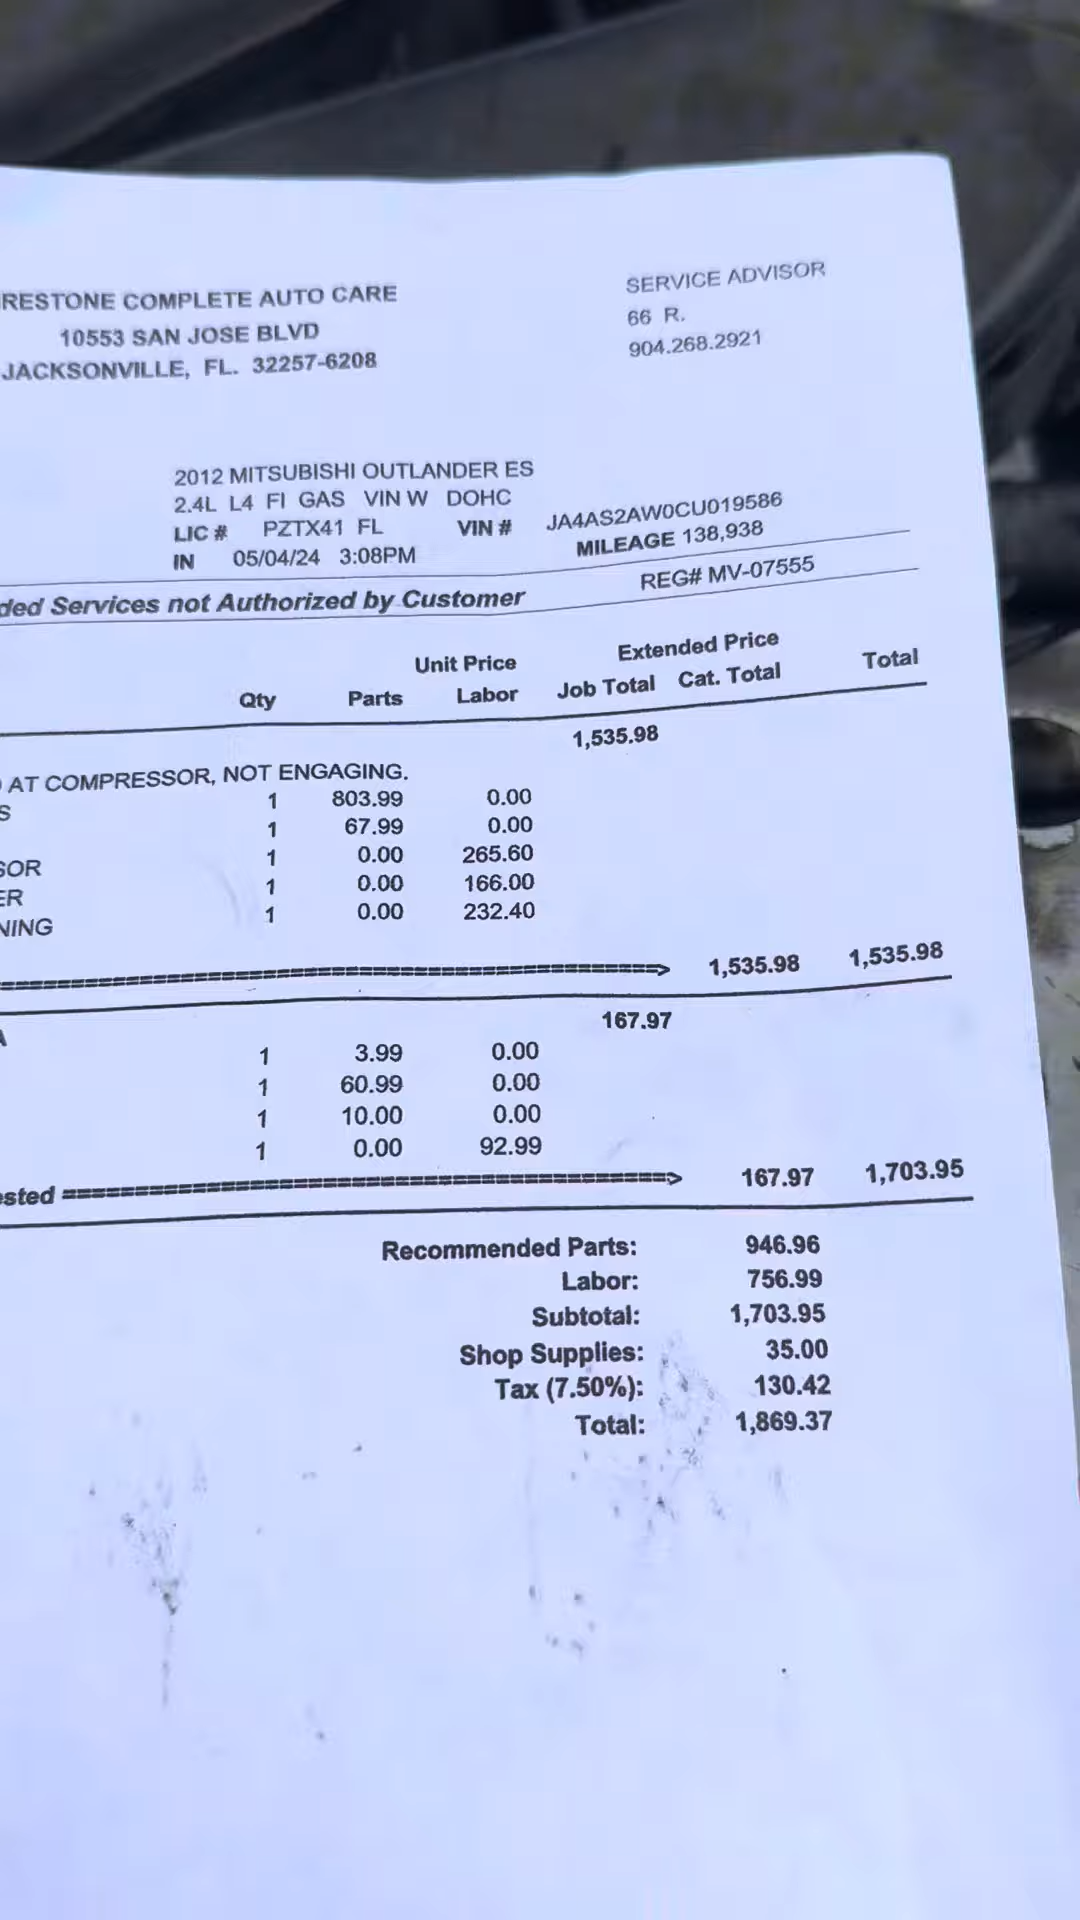 RESTONE COMPLETE AUTO CARE
10553 SAN JOSE BLVD
JACKSONVILLE, FL. 32257-6208
SERVICE ADVISOR
66 R.
904.268.2921
2012 MITSUBISHI OUTLANDER ES
2.4L L4 FI GAS VIN W DOHC
LIC # PZTX41 FL VIN # JA4AS2AW0CU019586
IN 05/04/24 3:08PM MILEAGE 138,938
ded Services not Authorized by Customer REG# MV-07555
Unit Price Extended Price
Qty Parts Labor Job Total Cat. Total Total
1,535.98
AT COMPRESSOR, NOT ENGAGING.
S 1 803.99 0.00
1 67.99 0.00
SOR 1 0.00 265.60
ER 1 0.00 166.00
NING 1 0.00 232.40
1,535.98 1,535.98
A 167.97
1 3.99 0.00
1 60.99 0.00
1 10.00 0.00
1 0.00 92.99
ested 167.97 1,703.95
Recommended Parts: 946.96
Labor: 756.99
Subtotal: 1,703.95
Shop Supplies: 35.00
Tax (7.50%): 130.42
Total: 1,869.37